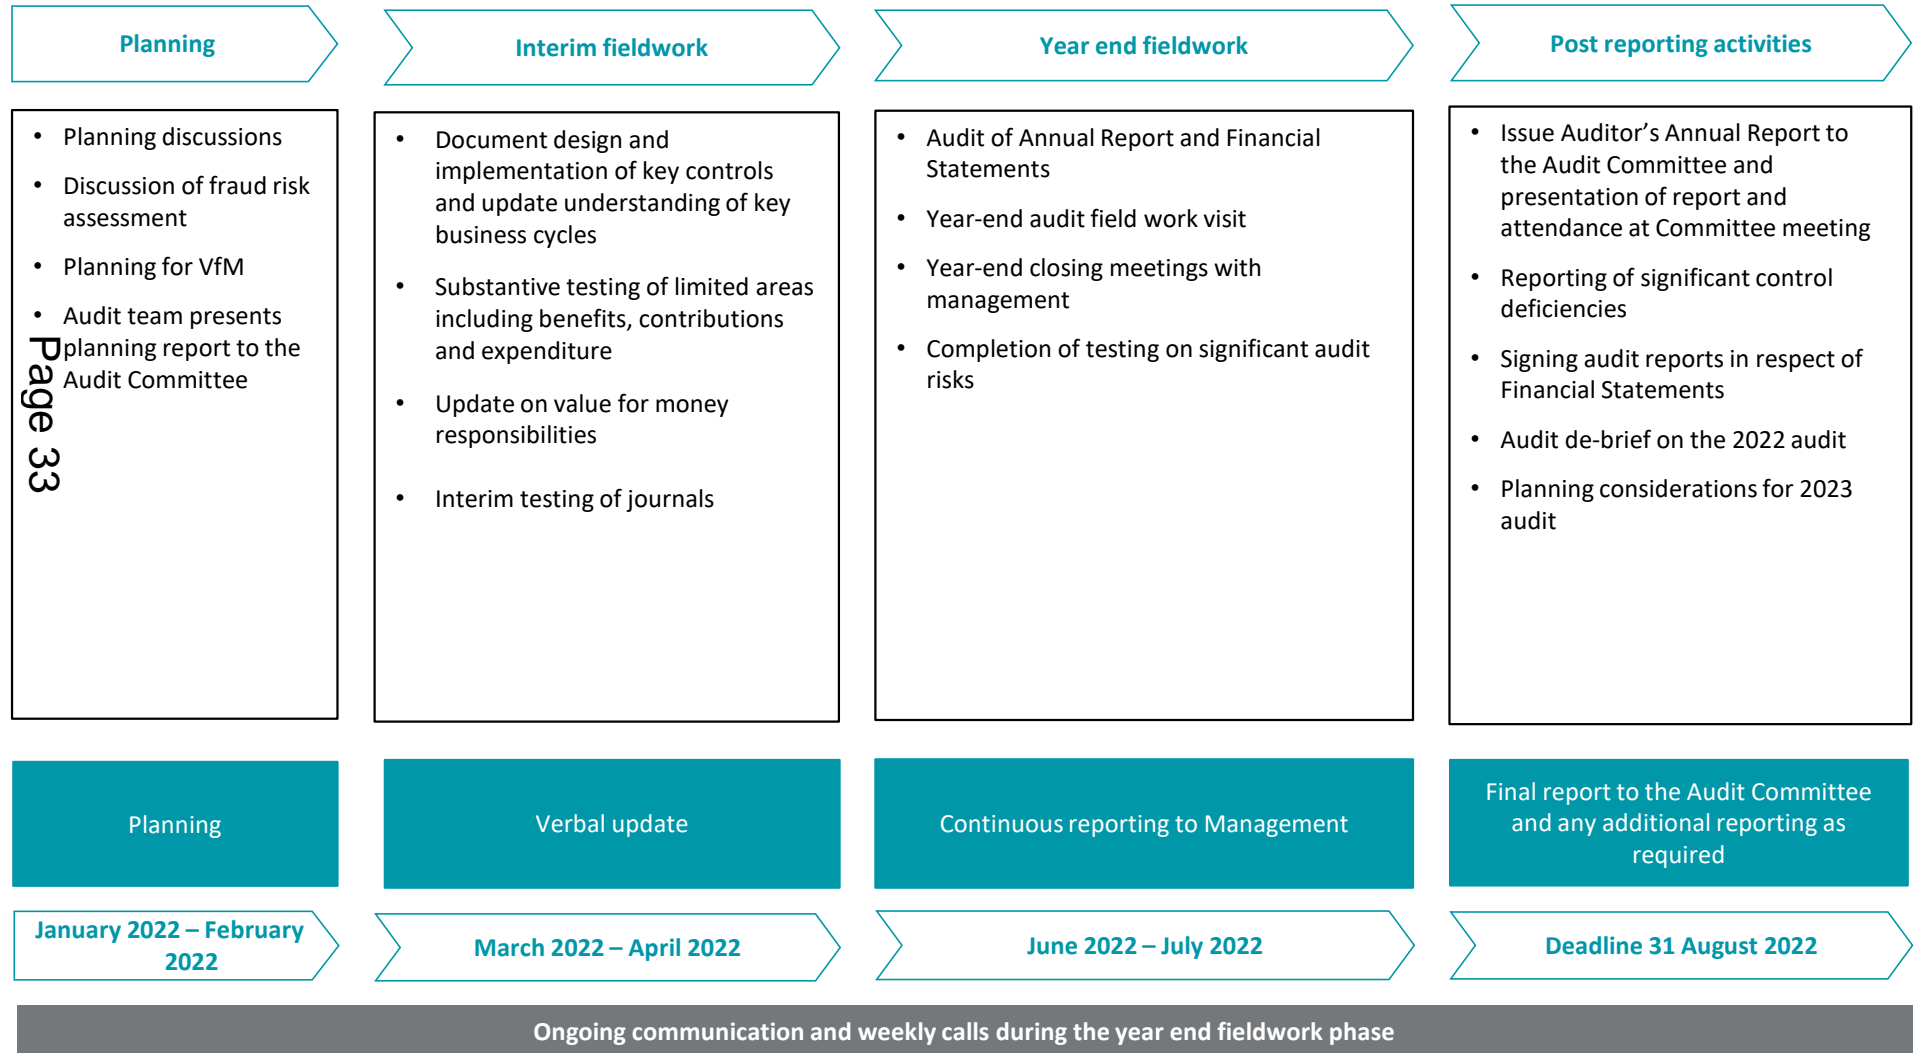 Planning
Interim fieldwork
Year end fieldwork
Post reporting activities
• Planning discussions
• Discussion of fraud risk
assessment
• Planning for VfM
• Audit team presents
planning report to the
Audit Committee
Page 33
• Document design and
implementation of key controls
and update understanding of key
business cycles
• Substantive testing of limited areas
including benefits, contributions
and expenditure
• Update on value for money
responsibilities
• Interim testing of journals
• Audit of Annual Report and Financial
Statements
• Year-end audit field work visit
• Year-end closing meetings with
management
• Completion of testing on significant audit
risks
• Issue Auditor’s Annual Report to
the Audit Committee and
presentation of report and
attendance at Committee meeting
• Reporting of significant control
deficiencies
• Signing audit reports in respect of
Financial Statements
• Audit de-brief on the 2022 audit
• Planning considerations for 2023
audit
Planning
Verbal update
Continuous reporting to Management
Final report to the Audit Committee
and any additional reporting as
required
January 2022 – February
2022
March 2022 – April 2022
June 2022 – July 2022
Deadline 31 August 2022
Ongoing communication and weekly calls during the year end fieldwork phase